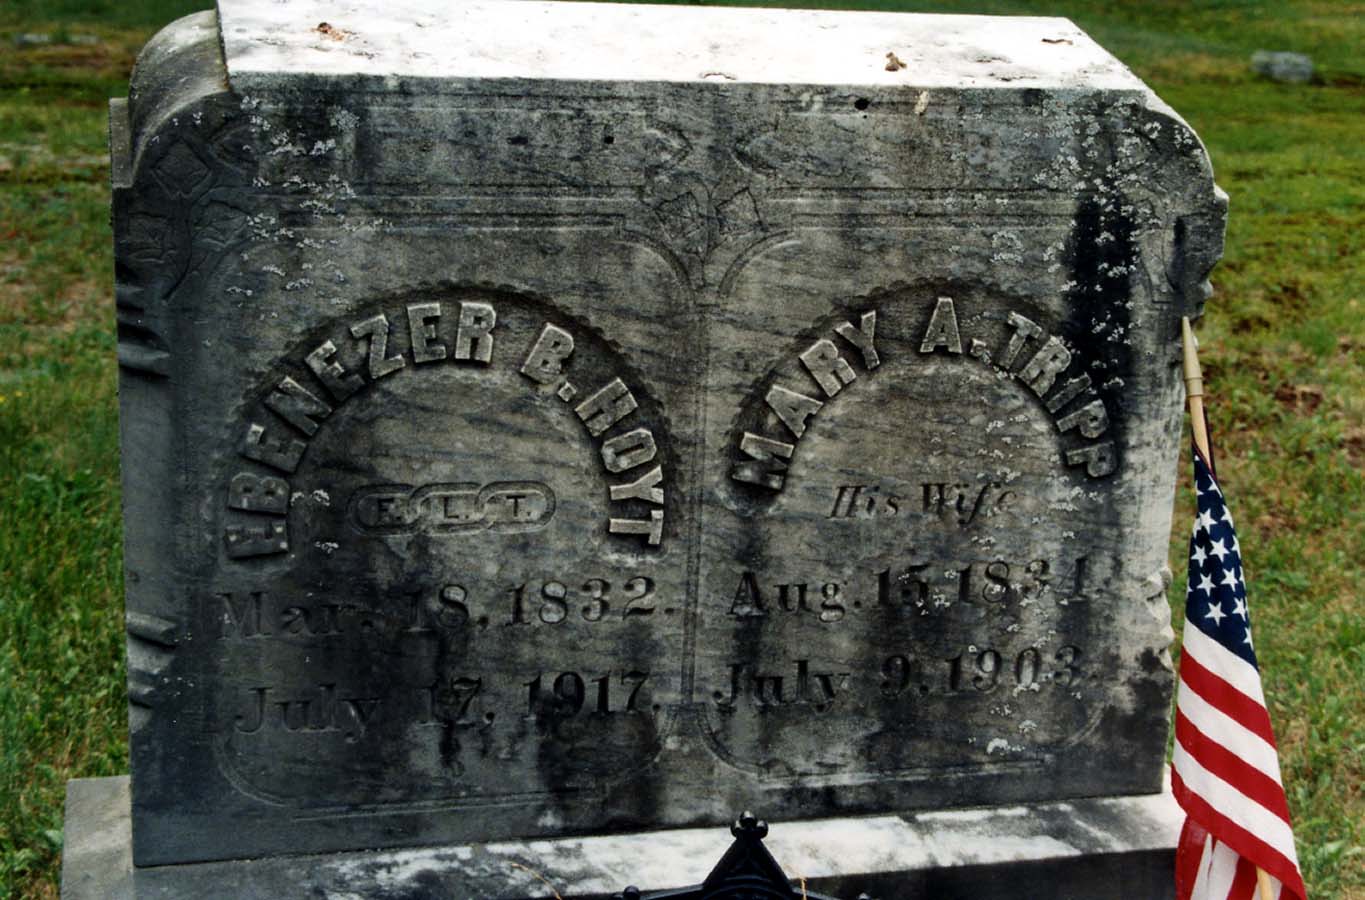 EBENEZER B. HOYT
F. L. T.
Mar. 18, 1832.
July 17, 1917.
MARY A. TRIPP
His Wife
Aug. 15 1834.
July 9, 1903.